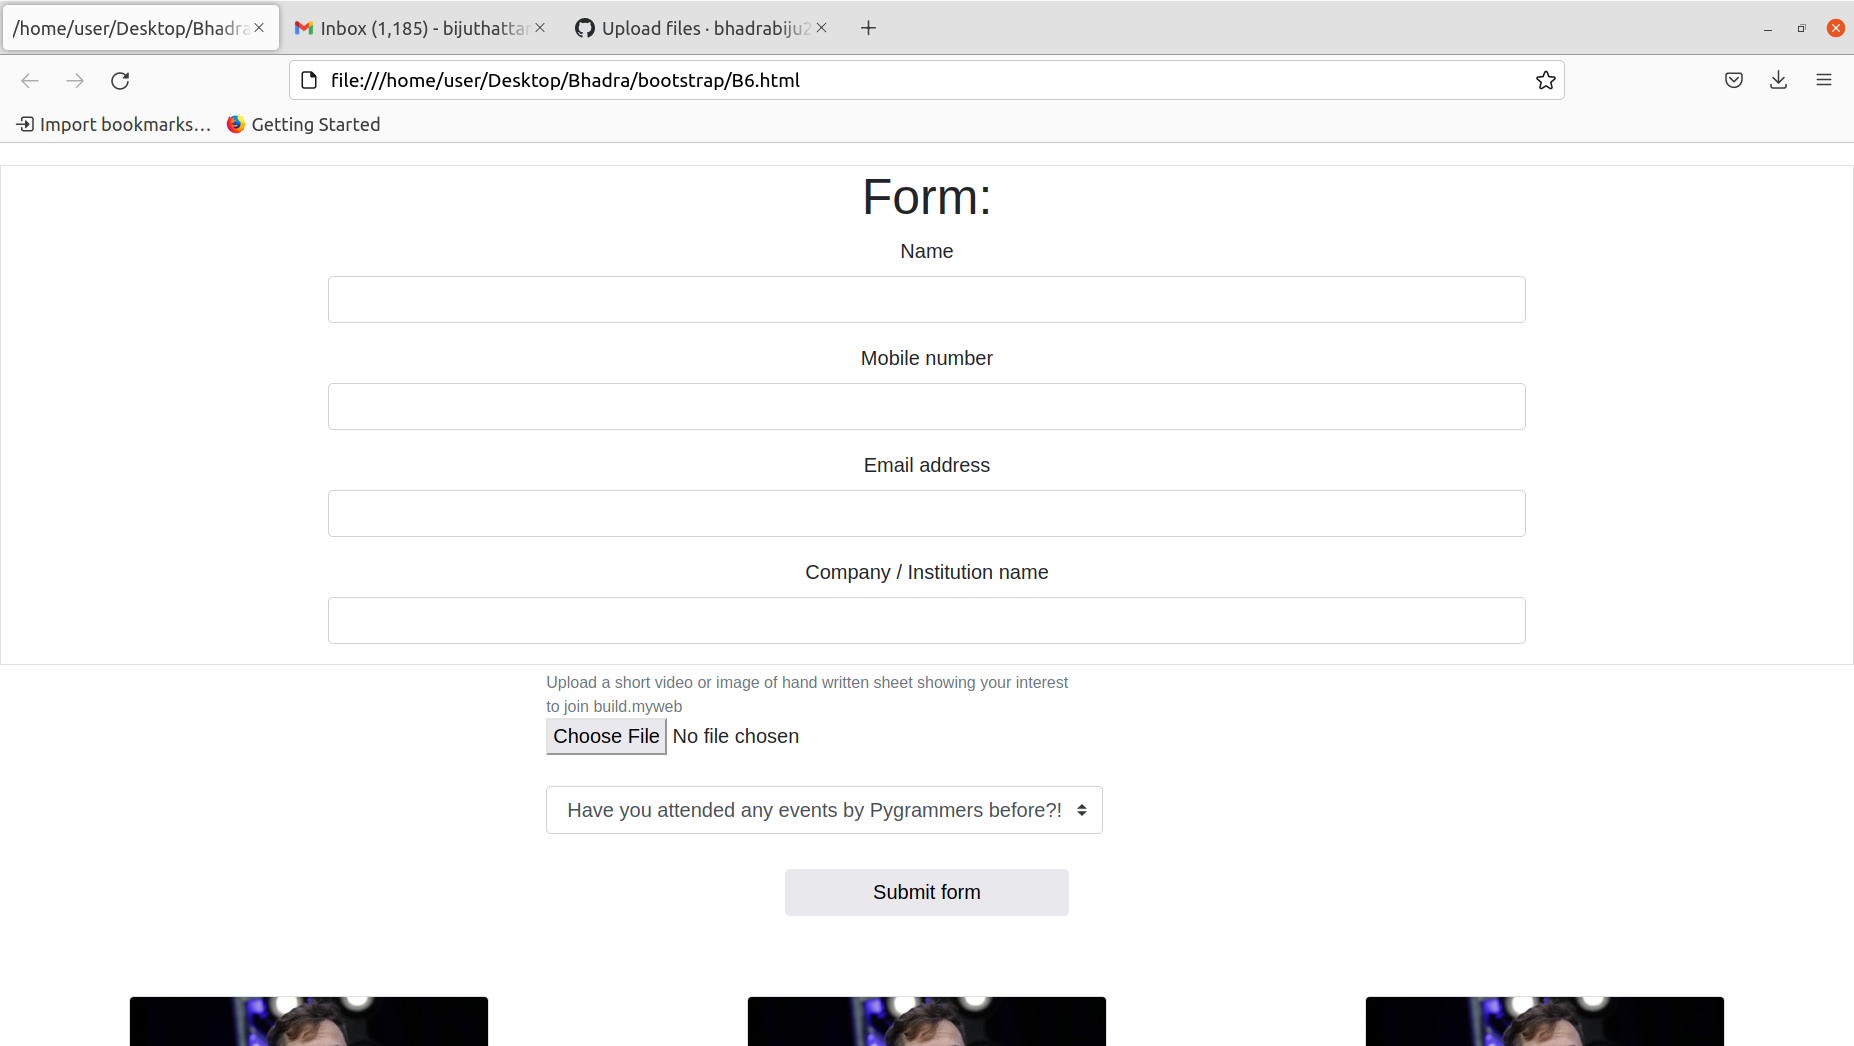 /home/user/Desktop/Bhadra
Inbox (1,185) - bijuthattar
Upload files · bhadrabiju2
file:///home/user/Desktop/Bhadra/bootstrap/B6.html
Import bookmarks...
Getting Started
Form:
Name
Mobile number
Email address
Company / Institution name
Upload a short video or image of hand written sheet showing your interest
to join build.myweb
Choose File No file chosen
Have you attended any events by Pygrammers before?!
Submit form